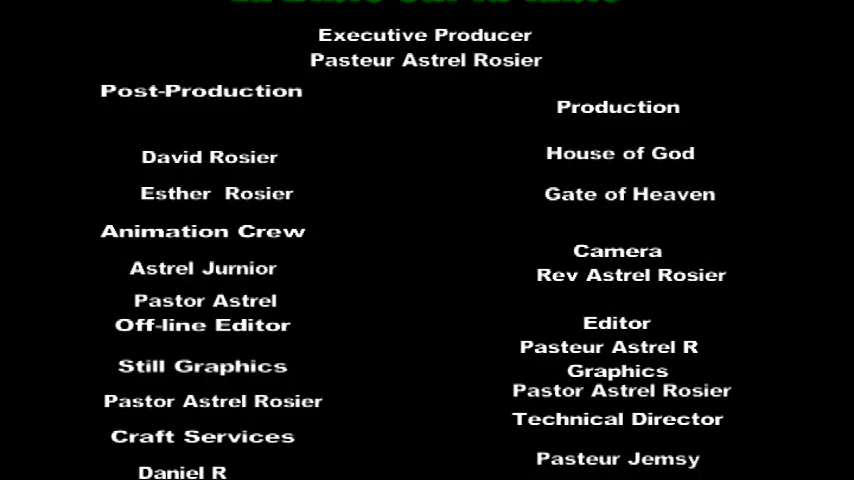 Executive Producer
Pasteur Astrel Rosier
Post-Production
David Rosier
Esther Rosier
Animation Crew
Astrel Jurnior
Pastor Astrel
Off-line Editor
Still Graphics
Pastor Astrel Rosier
Craft Services
Daniel R
Production
House of God
Gate of Heaven
Camera
Rev Astrel Rosier
Editor
Pasteur Astrel R
Graphics
Pastor Astrel Rosier
Technical Director
Pasteur Jemsy